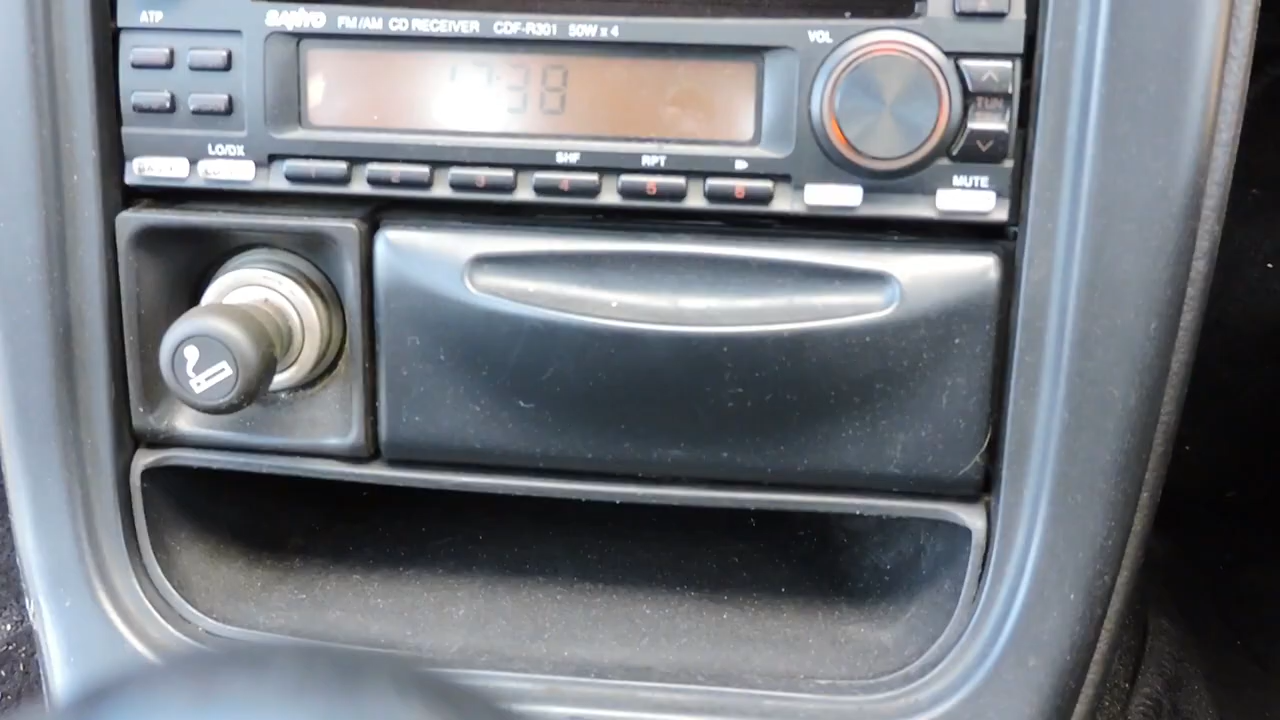 ATP
SANYO FM/AM CD RECEIVER CDF-R301 50W x 4
VOL
17:38
TUN
LO/DX
SHF RPT
1 2 3 4 5 6
MUTE